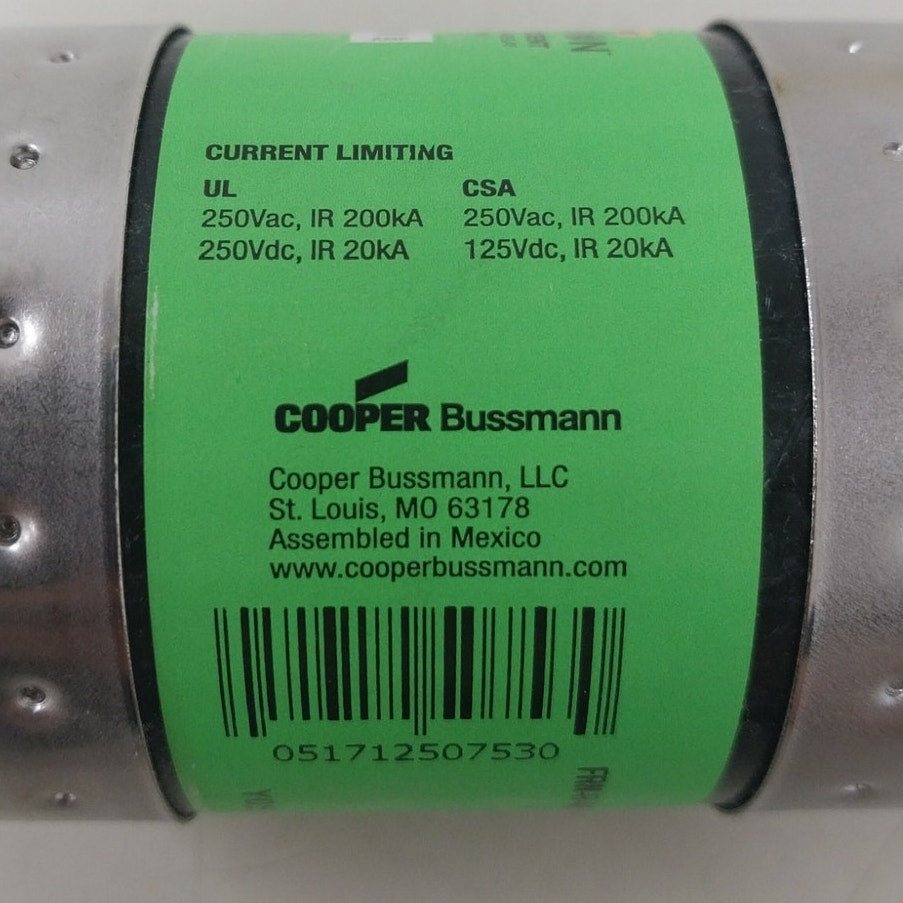 CURRENT LIMITING
UL CSA
250Vac, IR 200kA 250Vac, IR 200kA
250Vdc, IR 20kA 125Vdc, IR 20kA
COOPER Bussmann
Cooper Bussmann, LLC
St. Louis, MO 63178
Assembled in Mexico
www.cooperbussmann.com
051712507530